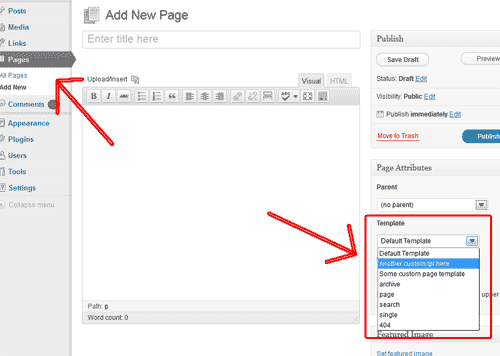 Posts
Media
Links
Pages
All Pages
Add New
Comments
Appearance
Plugins
Users
Tools
Settings
Collapse menu
Add New Page
Enter title here
Upload/Insert
Visual
HTML
B I ABC
ABC
Path: p
Word count: 0
Publish
Save Draft
Preview
Status: Draft Edit
Visibility: Public Edit
Publish immediately Edit
Move to Trash
Publish
Page Attributes
Parent
(no parent)
Template
Default Template
Default Template
Another custom tpl here
Some custom page template
archive
page
search
single
404
upper
Featured Image
Set featured image